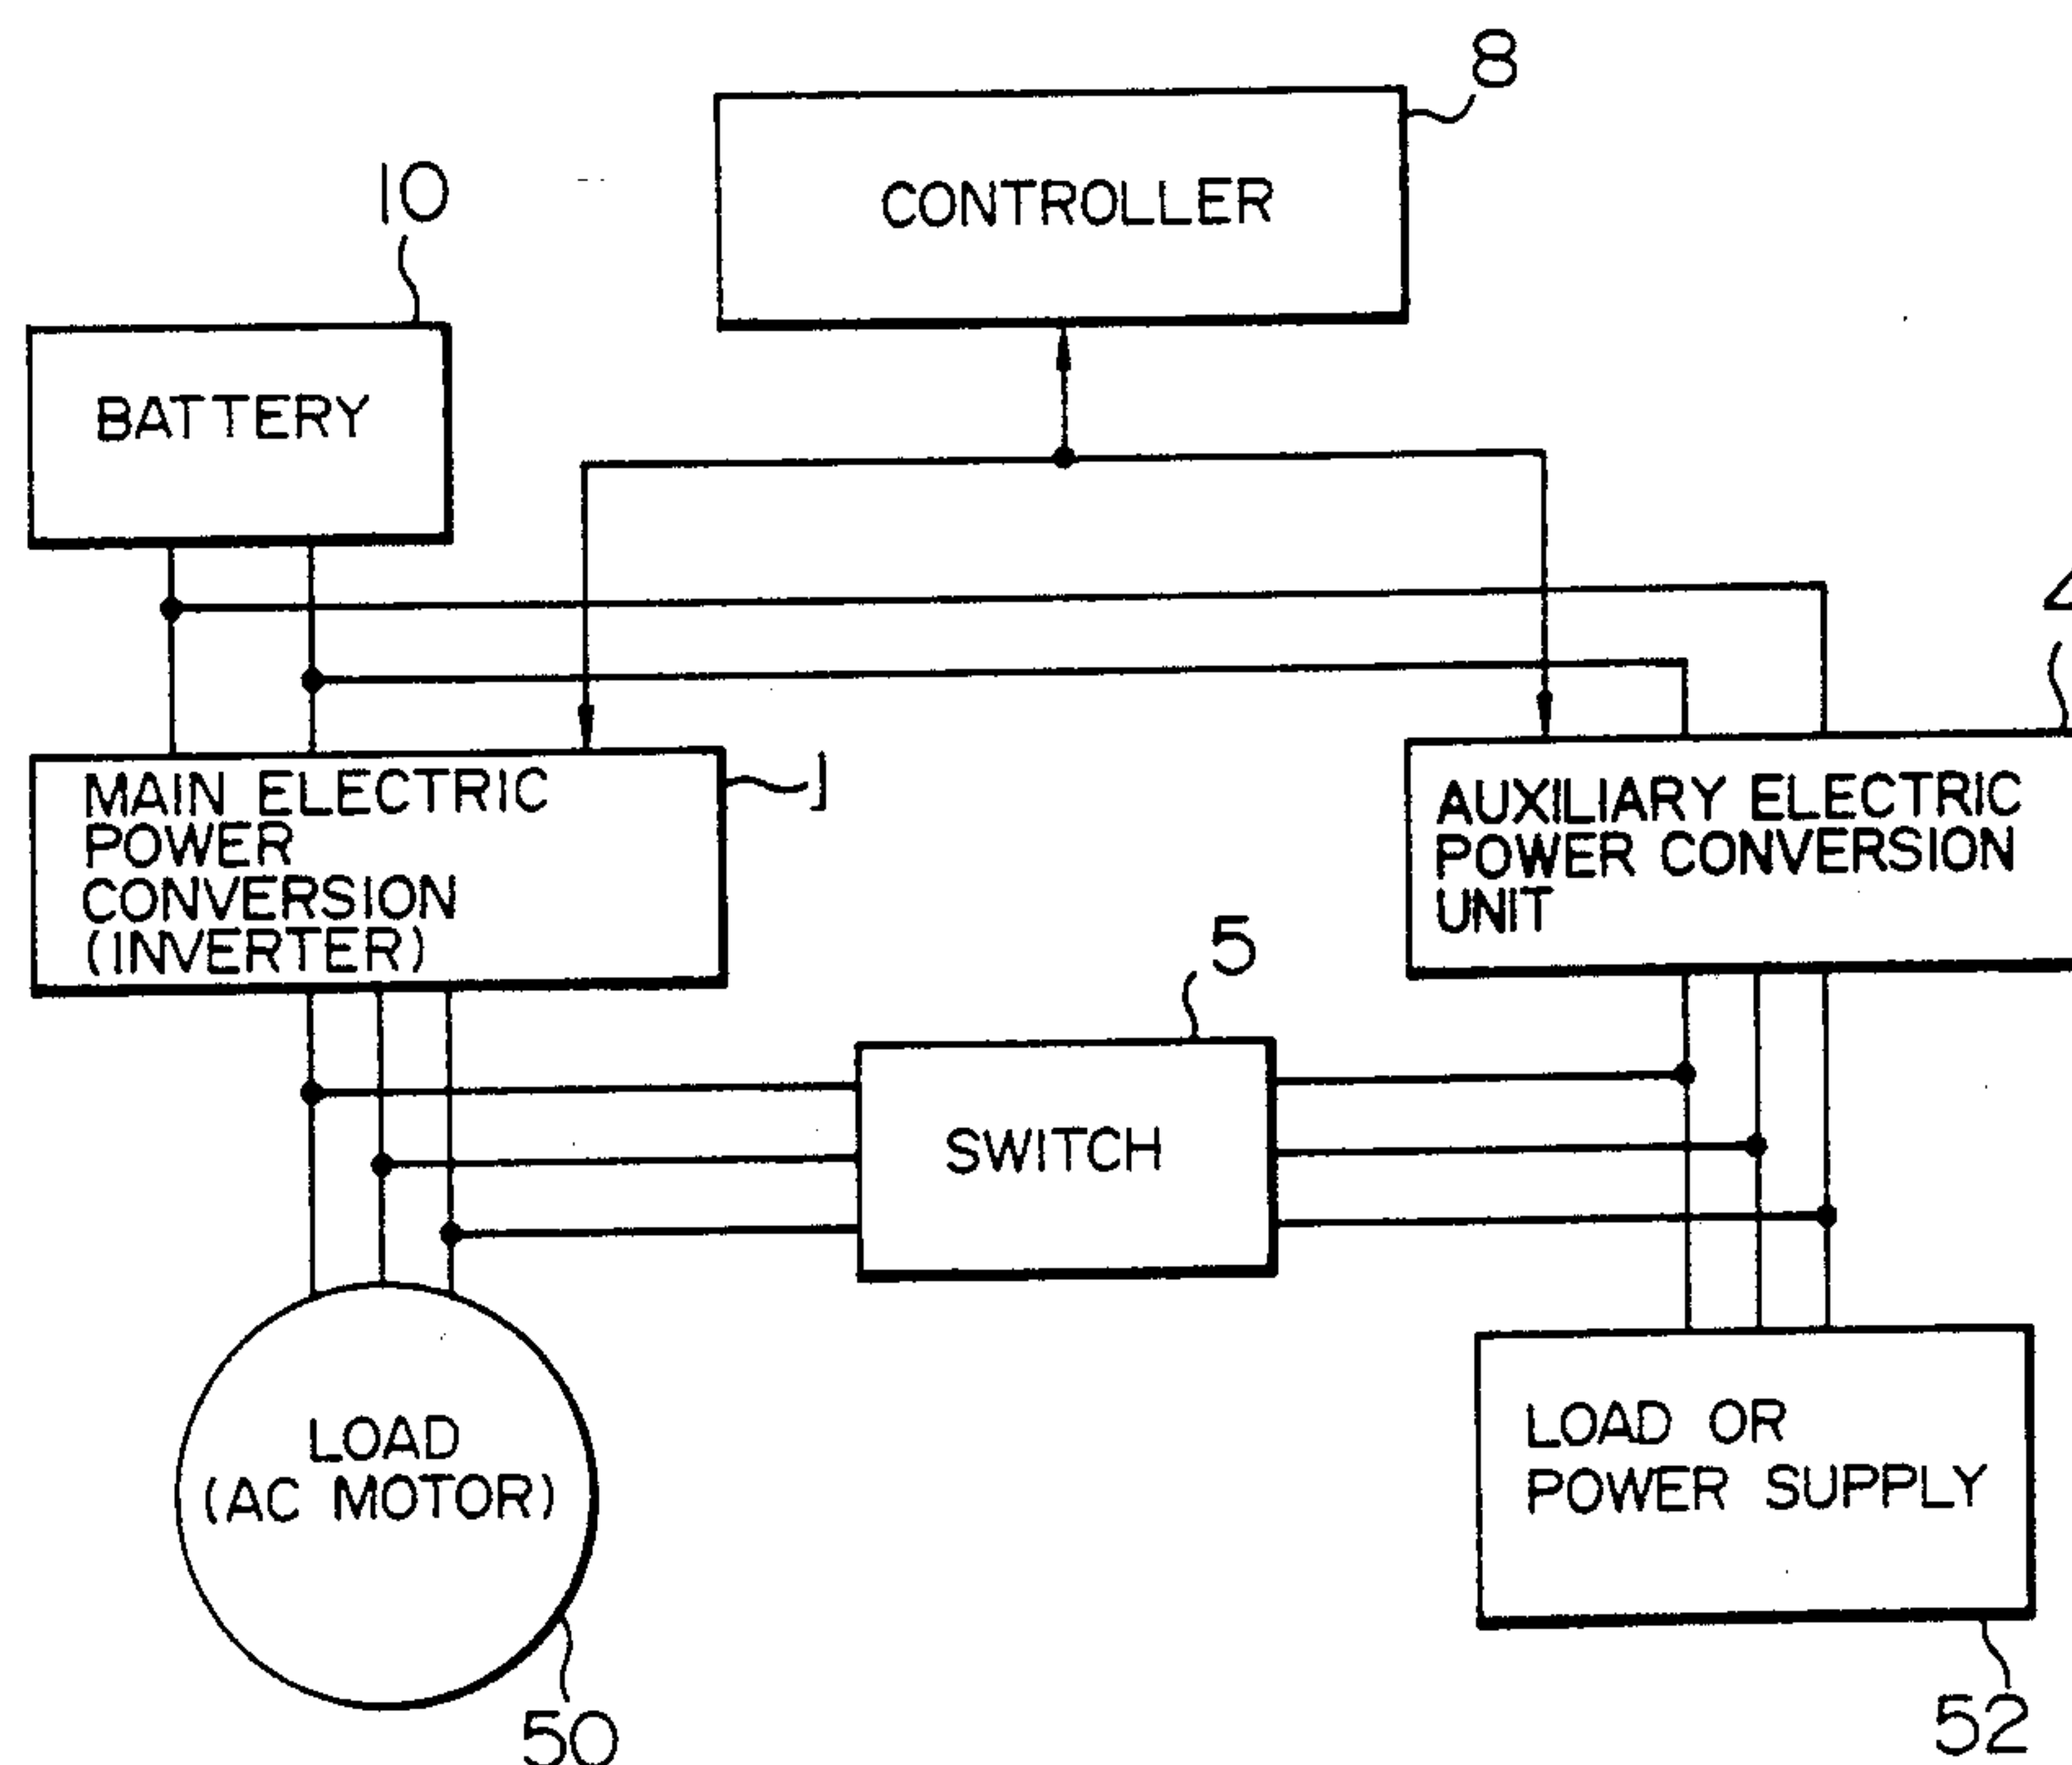 8
CONTROLLER
10
BATTERY
MAIN ELECTRIC
POWER
CONVERSION
(INVERTER)
1
AUXILIARY ELECTRIC
POWER CONVERSION
UNIT
5
SWITCH
LOAD
(AC MOTOR)
50
LOAD OR
POWER SUPPLY
52